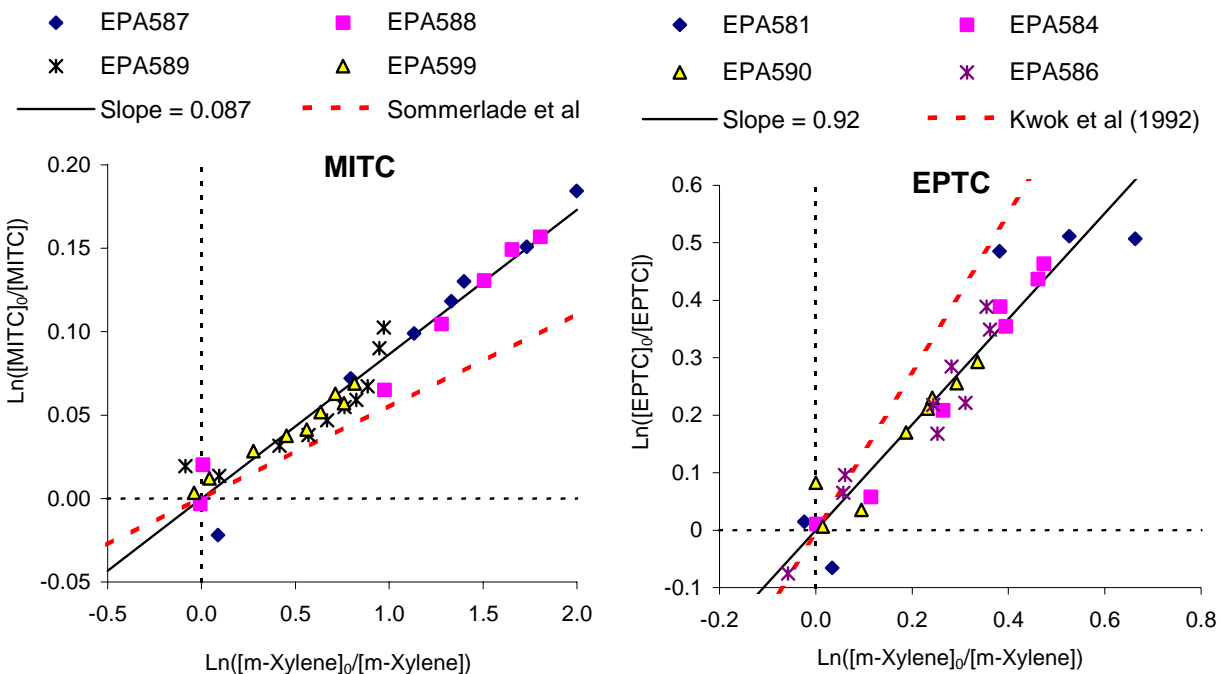 EPA587
EPA588
EPA589
EPA599
Slope = 0.087
Sommerlade et al
MITC
Ln([MITC]₀/[MITC])
0.20
0.15
0.10
0.05
0.00
-0.05
-0.5
0.0
0.5
1.0
1.5
2.0
Ln([m-Xylene]₀/[m-Xylene])
EPA581
EPA584
EPA590
EPA586
Slope = 0.92
Kwok et al (1992)
EPTC
Ln([EPTC]₀/[EPTC])
0.6
0.5
0.4
0.3
0.2
0.1
0
-0.1
-0.2
0.0
0.2
0.4
0.6
0.8
Ln([m-Xylene]₀/[m-Xylene])